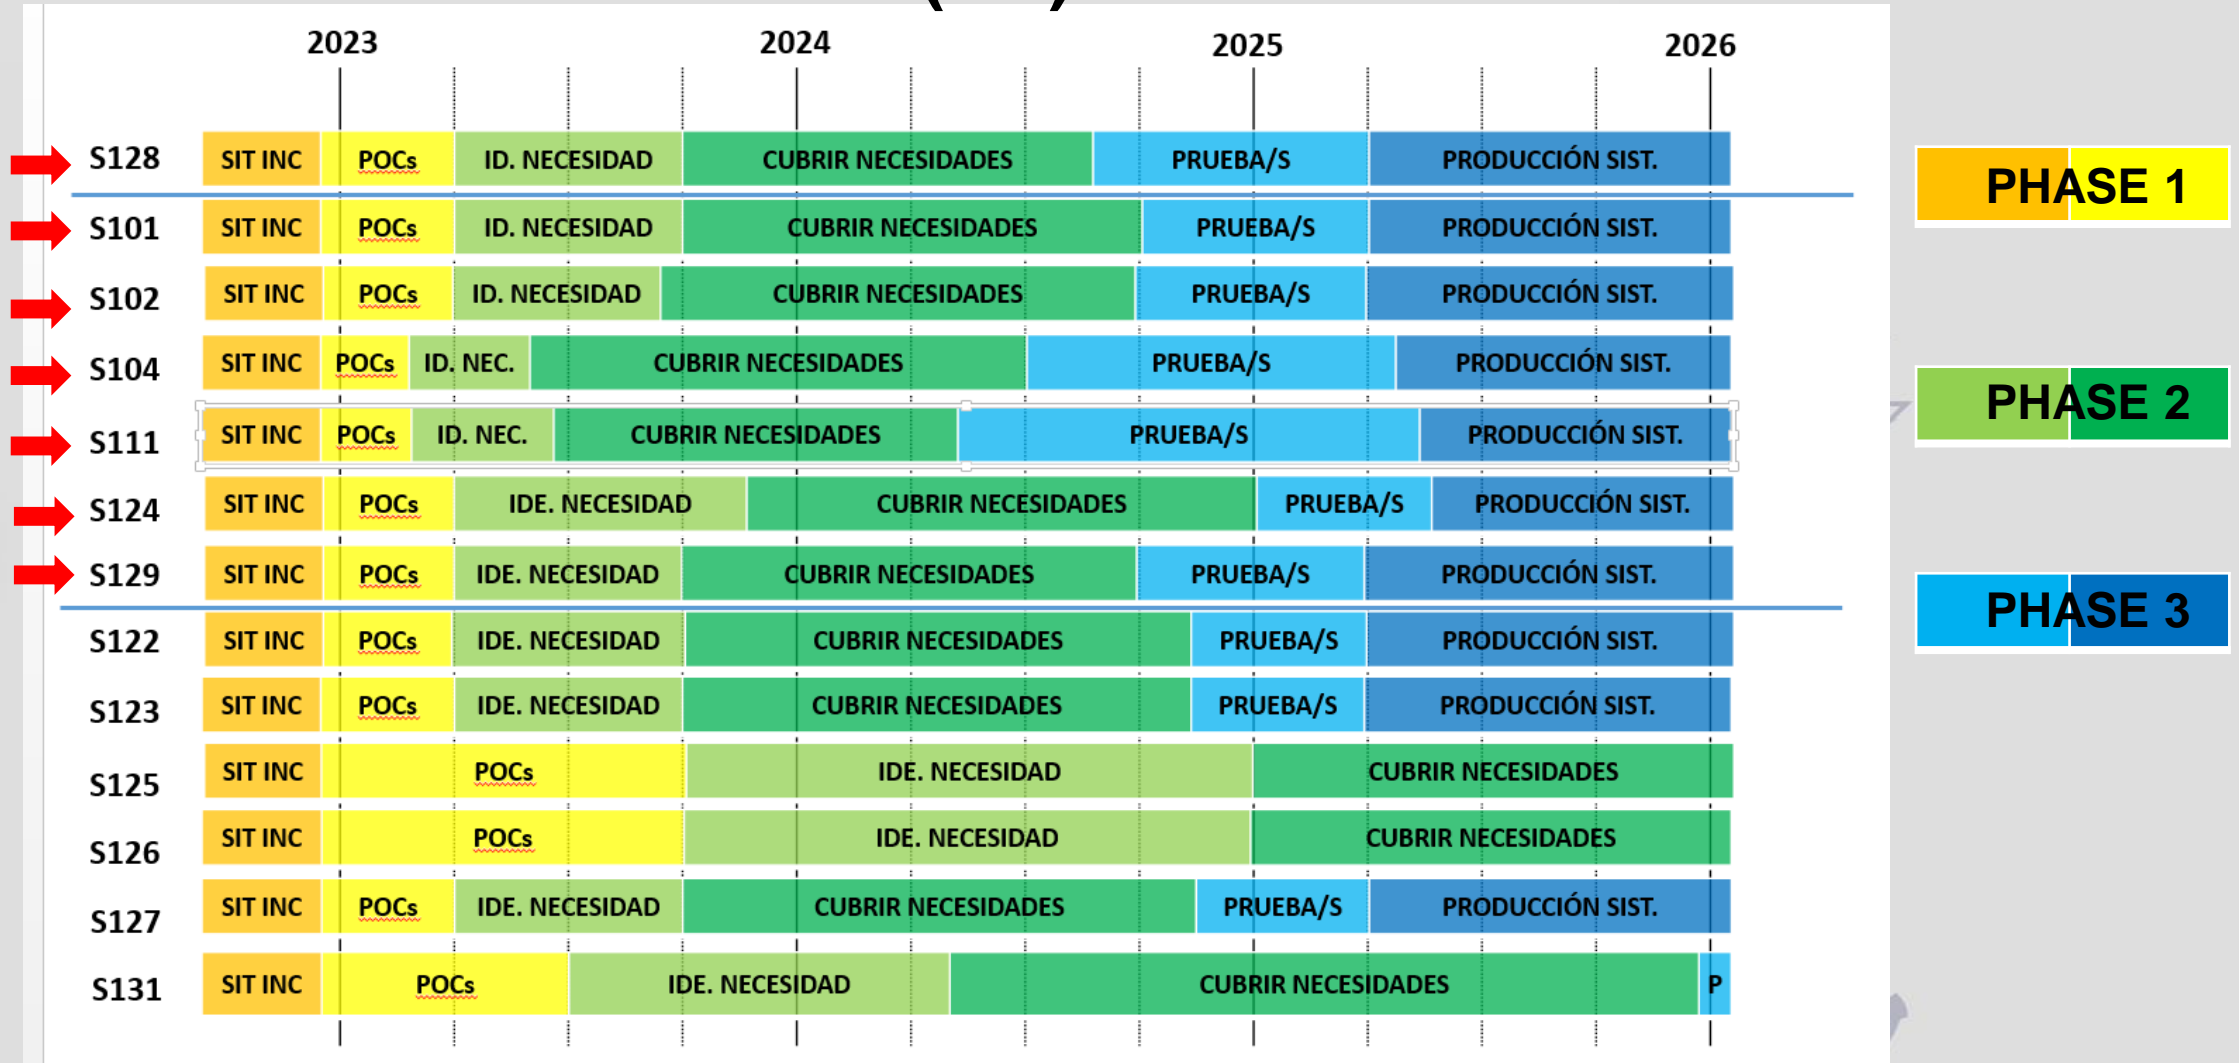 2023 2024 2025 2026
S128 SIT INC POCs ID. NECESIDAD CUBRIR NECESIDADES PRUEBA/S PRODUCCIÓN SIST.
PHASE 1
S101 SIT INC POCs ID. NECESIDAD CUBRIR NECESIDADES PRUEBA/S PRODUCCIÓN SIST.
S102 SIT INC POCs ID. NECESIDAD CUBRIR NECESIDADES PRUEBA/S PRODUCCIÓN SIST.
S104 SIT INC POCs ID. NEC. CUBRIR NECESIDADES PRUEBA/S PRODUCCIÓN SIST.
PHASE 2
S111 SIT INC POCs ID. NEC. CUBRIR NECESIDADES PRUEBA/S PRODUCCIÓN SIST.
S124 SIT INC POCs IDE. NECESIDAD CUBRIR NECESIDADES PRUEBA/S PRODUCCIÓN SIST.
S129 SIT INC POCs IDE. NECESIDAD CUBRIR NECESIDADES PRUEBA/S PRODUCCIÓN SIST.
PHASE 3
S122 SIT INC POCs IDE. NECESIDAD CUBRIR NECESIDADES PRUEBA/S PRODUCCIÓN SIST.
S123 SIT INC POCs IDE. NECESIDAD CUBRIR NECESIDADES PRUEBA/S PRODUCCIÓN SIST.
S125 SIT INC POCs IDE. NECESIDAD CUBRIR NECESIDADES
S126 SIT INC POCs IDE. NECESIDAD CUBRIR NECESIDADES
S127 SIT INC POCs IDE. NECESIDAD CUBRIR NECESIDADES PRUEBA/S PRODUCCIÓN SIST.
S131 SIT INC POCs IDE. NECESIDAD CUBRIR NECESIDADES P